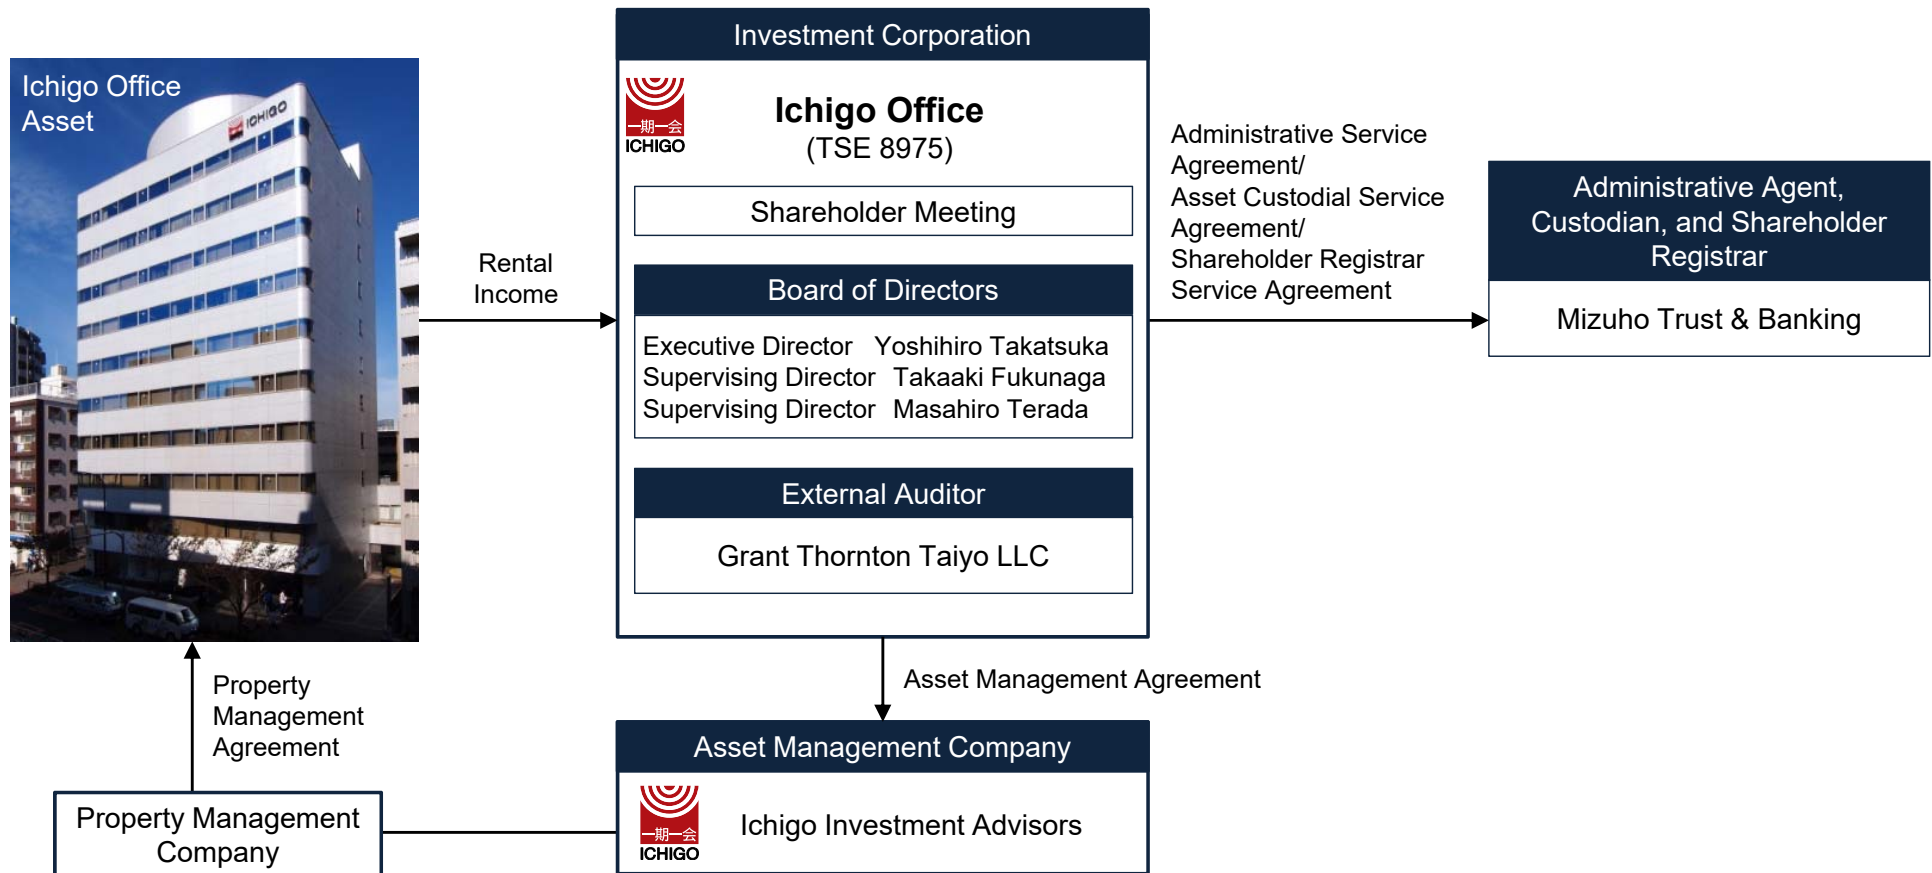 Ichigo Office
Asset
ICHIGO
Rental
Income
Property
Management
Agreement
Property Management
Company
Investment Corporation
一期一会
ICHIGO
Ichigo Office
(TSE 8975)
Shareholder Meeting
Board of Directors
Executive Director Yoshihiro Takatsuka
Supervising Director Takaaki Fukunaga
Supervising Director Masahiro Terada
External Auditor
Grant Thornton Taiyo LLC
Asset Management Agreement
Asset Management Company
一期一会
ICHIGO
Ichigo Investment Advisors
Administrative Service
Agreement/
Asset Custodial Service
Agreement/
Shareholder Registrar
Service Agreement
Administrative Agent,
Custodian, and Shareholder
Registrar
Mizuho Trust & Banking